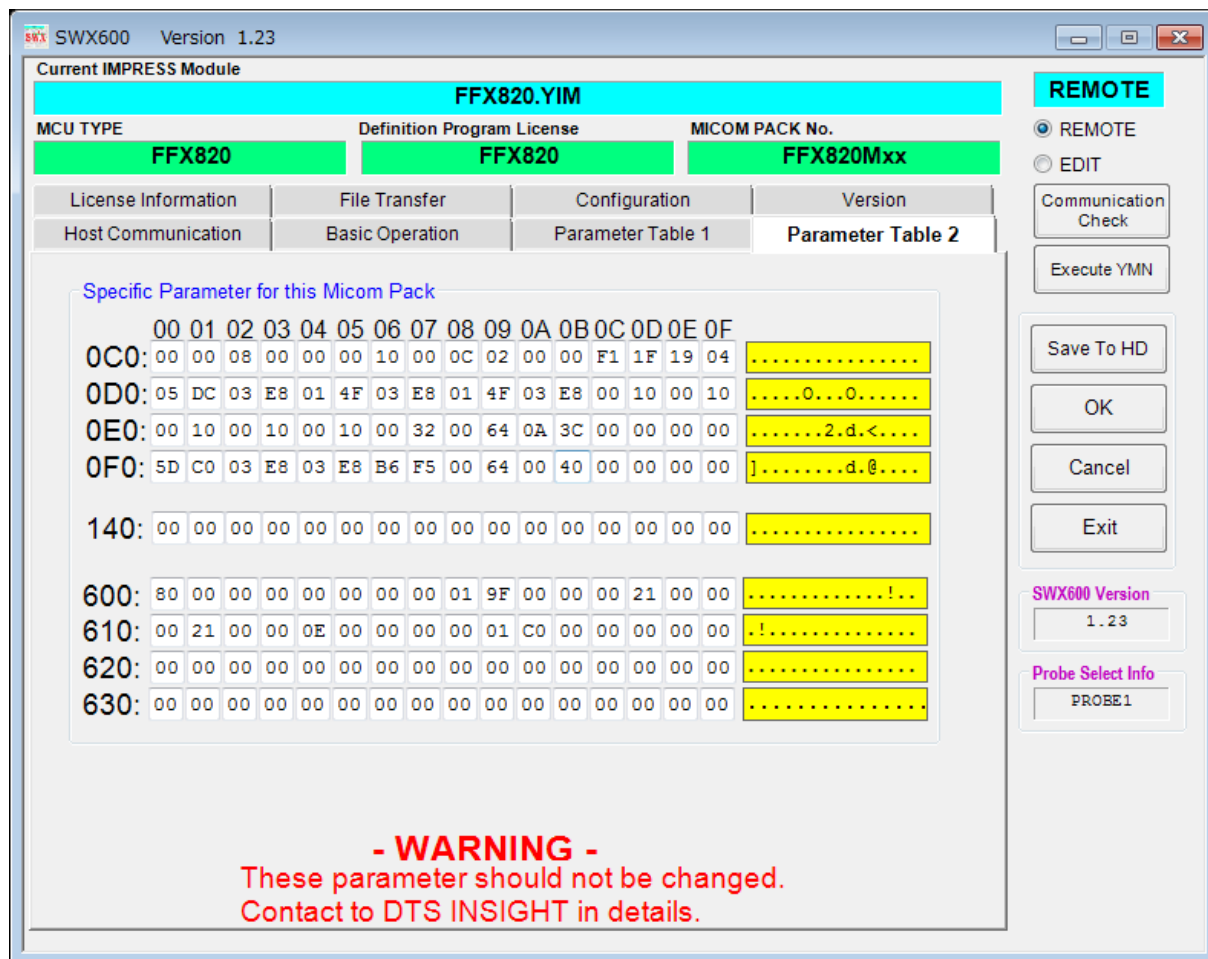 SWX600 Version 1.23
Current IMPRESS Module
FFX820.YIM
MCU TYPE Definition Program License MICOM PACK No.
FFX820 FFX820 FFX820Mxx
License Information File Transfer Configuration Version
Host Communication Basic Operation Parameter Table 1 Parameter Table 2
Specific Parameter for this Micom Pack
00 01 02 03 04 05 06 07 08 09 0A 0B 0C 0D 0E 0F
0C0: 00 00 08 00 00 00 10 00 0C 02 00 00 F1 1F 19 04 ................
0D0: 05 DC 03 E8 01 4F 03 E8 01 4F 03 E8 00 10 00 10 .....O...O......
0E0: 00 10 00 10 00 10 00 32 00 64 0A 3C 00 00 00 00 .......2.d.<....
0F0: 5D C0 03 E8 03 E8 B6 F5 00 64 00 40 00 00 00 00 ]........d.@....
140: 00 00 00 00 00 00 00 00 00 00 00 00 00 00 00 00 ................
600: 80 00 00 00 00 00 00 00 01 9F 00 00 00 21 00 00 .............!..
610: 00 21 00 00 0E 00 00 00 00 01 C0 00 00 00 00 00 .!..............
620: 00 00 00 00 00 00 00 00 00 00 00 00 00 00 00 00 ................
630: 00 00 00 00 00 00 00 00 00 00 00 00 00 00 00 00 ................
- WARNING -
These parameter should not be changed.
Contact to DTS INSIGHT in details.
REMOTE
REMOTE
EDIT
Communication
Check
Execute YMN
Save To HD
OK
Cancel
Exit
SWX600 Version
1.23
Probe Select Info
PROBE1